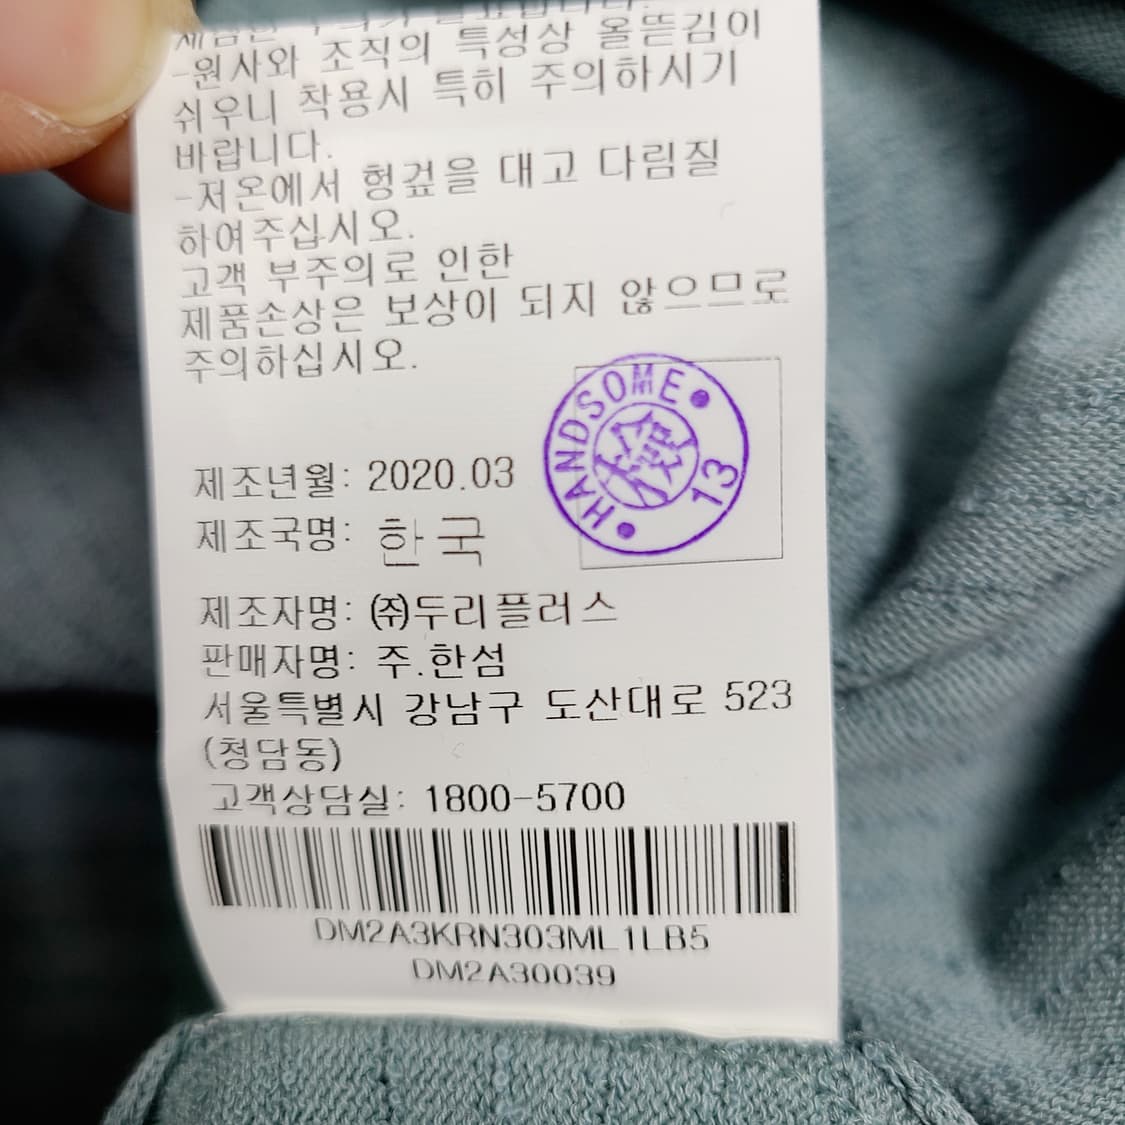 -원사와 조직의 특성상 올뜯김이
쉬우니 착용시 특히 주의하시기
바랍니다.
-저온에서 헝겊을 대고 다림질
하여주십시오.
고객 부주의로 인한
제품손상은 보상이 되지 않으므로
주의하십시오.
HANDSOME
13
제조년월: 2020.03
제조국명: 한국
제조자명: ㈜두리플러스
판매자명: 주.한섬
서울특별시 강남구 도산대로 523
(청담동)
고객상담실: 1800-5700
DM2A3KRN303ML1LB5
DM2A30039